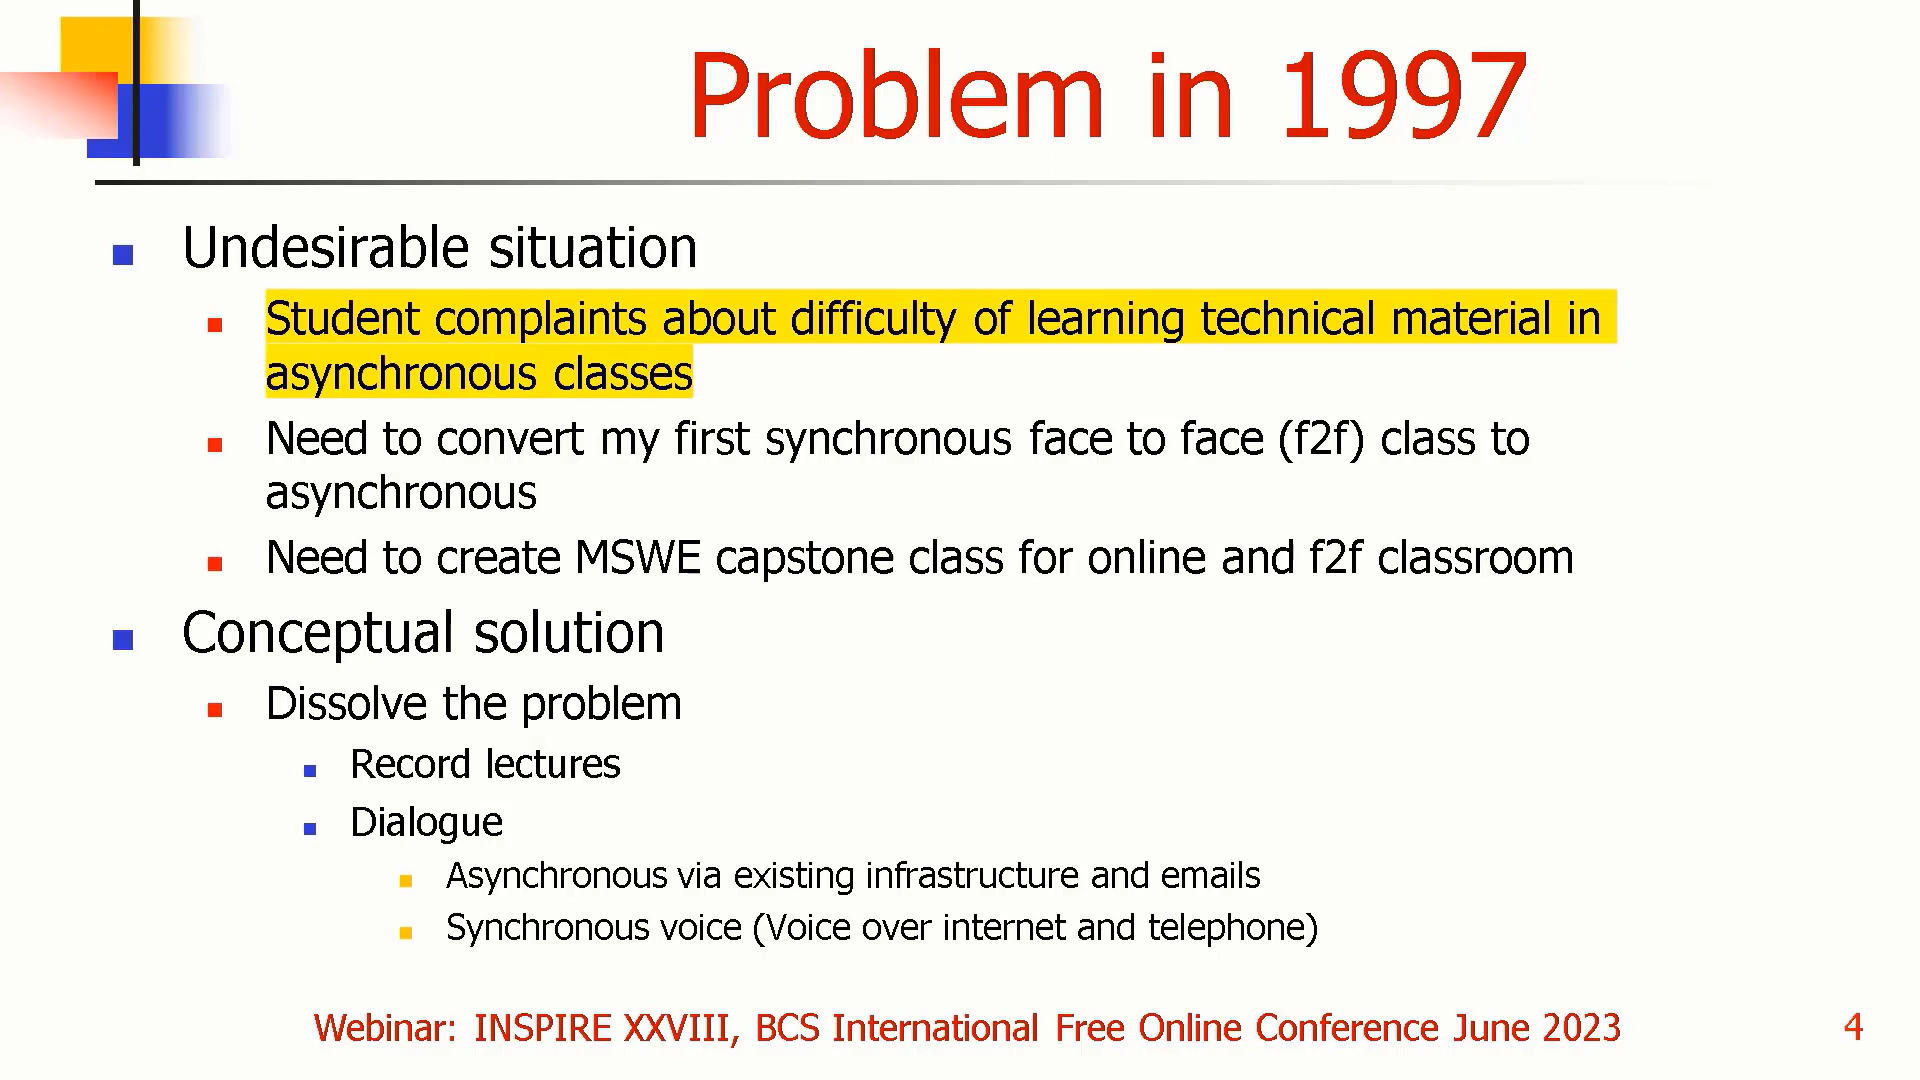 Problem in 1997
Undesirable situation
Student complaints about difficulty of learning technical material in
asynchronous classes
Need to convert my first synchronous face to face (f2f) class to
asynchronous
Need to create MSWE capstone class for online and f2f classroom
Conceptual solution
Dissolve the problem
Record lectures
Dialogue
Asynchronous via existing infrastructure and emails
Synchronous voice (Voice over internet and telephone)
Webinar: INSPIRE XXVIII, BCS International Free Online Conference June 2023
4